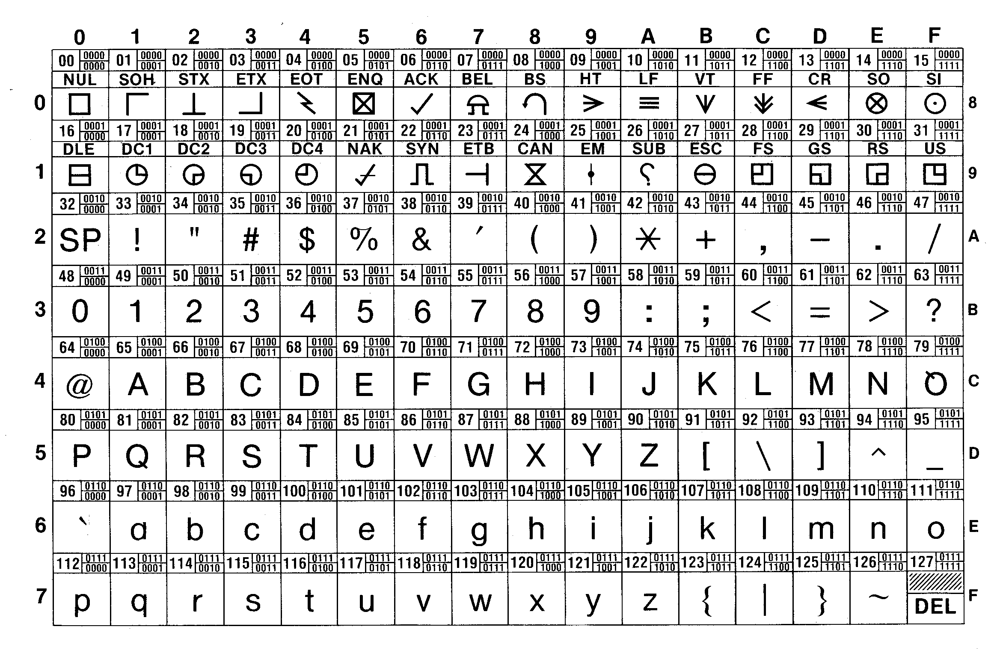 0 1 2 3 4 5 6 7 8 9 A B C D E F
00 0000 01 0000 02 0000 03 0000 04 0000 05 0000 06 0000 07 0000 08 0000 09 0000 10 0000 11 0000 12 0000 13 0000 14 0000 15 0000
0000 0001 0010 0011 0100 0101 0110 0111 1000 1001 1010 1011 1100 1101 1110 1111
NUL SOH STX ETX EOT ENQ ACK BEL BS HT LF VT FF CR SO SI
0 8
16 0001 17 0001 18 0001 19 0001 20 0001 21 0001 22 0001 23 0001 24 0001 25 0001 26 0001 27 0001 28 0001 29 0001 30 0001 31 0001
0000 0001 0010 0011 0100 0101 0110 0111 1000 1001 1010 1011 1100 1101 1110 1111
DLE DC1 DC2 DC3 DC4 NAK SYN ETB CAN EM SUB ESC FS GS RS US
1 9
32 0010 33 0010 34 0010 35 0010 36 0010 37 0010 38 0010 39 0010 40 0010 41 0010 42 0010 43 0010 44 0010 45 0010 46 0010 47 0010
0000 0001 0010 0011 0100 0101 0110 0111 1000 1001 1010 1011 1100 1101 1110 1111
2 SP ! " # $ % & ′ ( ) * + , − . / A
48 0011 49 0011 50 0011 51 0011 52 0011 53 0011 54 0011 55 0011 56 0011 57 0011 58 0011 59 0011 60 0011 61 0011 62 0011 63 0011
0000 0001 0010 0011 0100 0101 0110 0111 1000 1001 1010 1011 1100 1101 1110 1111
3 0 1 2 3 4 5 6 7 8 9 : ; < = > ? B
64 0100 65 0100 66 0100 67 0100 68 0100 69 0100 70 0100 71 0100 72 0100 73 0100 74 0100 75 0100 76 0100 77 0100 78 0100 79 0100
0000 0001 0010 0011 0100 0101 0110 0111 1000 1001 1010 1011 1100 1101 1110 1111
4 @ A B C D E F G H I J K L M N O C
80 0101 81 0101 82 0101 83 0101 84 0101 85 0101 86 0101 87 0101 88 0101 89 0101 90 0101 91 0101 92 0101 93 0101 94 0101 95 0101
0000 0001 0010 0011 0100 0101 0110 0111 1000 1001 1010 1011 1100 1101 1110 1111
5 P Q R S T U V W X Y Z [ \ ] ^ _ D
96 0110 97 0110 98 0110 99 0110 100 0110 101 0110 102 0110 103 0110 104 0110 105 0110 106 0110 107 0110 108 0110 109 0110 110 0110 111 0110
0000 0001 0010 0011 0100 0101 0110 0111 1000 1001 1010 1011 1100 1101 1110 1111
6 ` a b c d e f g h i j k l m n o E
112 0111 113 0111 114 0111 115 0111 116 0111 117 0111 118 0111 119 0111 120 0111 121 0111 122 0111 123 0111 124 0111 125 0111 126 0111 127 0111
0000 0001 0010 0011 0100 0101 0110 0111 1000 1001 1010 1011 1100 1101 1110 1111
7 p q r s t u v w x y z { | } ~ DEL F